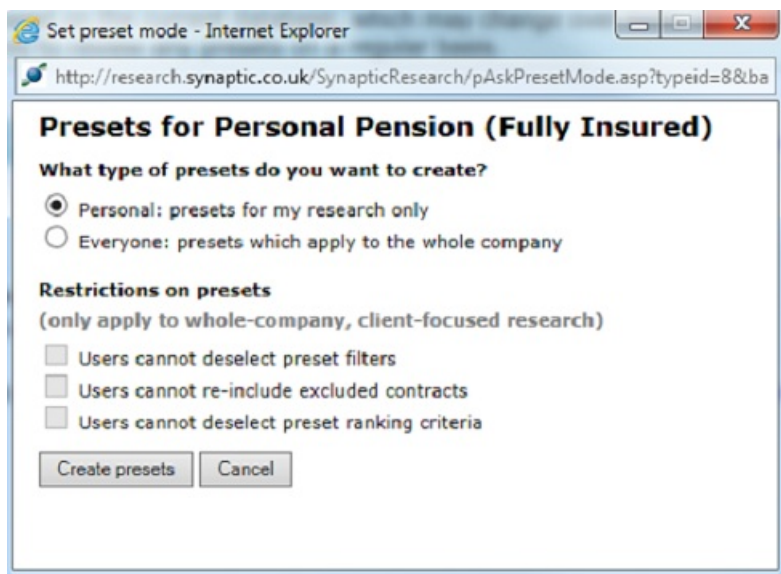 which may change over
Set preset mode - Internet Explorer
http://research.synaptic.co.uk/SynapticResearch/pAskPresetMode.asp?typeid=8&ba
Presets for Personal Pension (Fully Insured)
What type of presets do you want to create?
Personal: presets for my research only
Everyone: presets which apply to the whole company
Restrictions on presets
(only apply to whole-company, client-focused research)
Users cannot deselect preset filters
Users cannot re-include excluded contracts
Users cannot deselect preset ranking criteria
Create presets Cancel